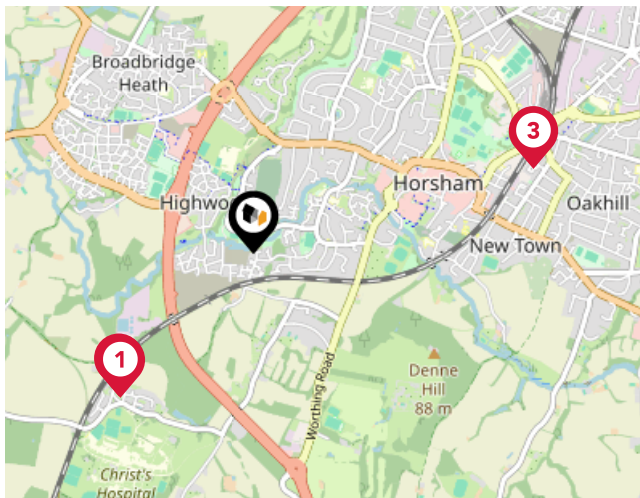 Broadbridge
Heath
3
Horsham
Highwo
Oakhill
New Town
1
Worthing Road
Denne
Hill
88 m
Christ's
Hospital